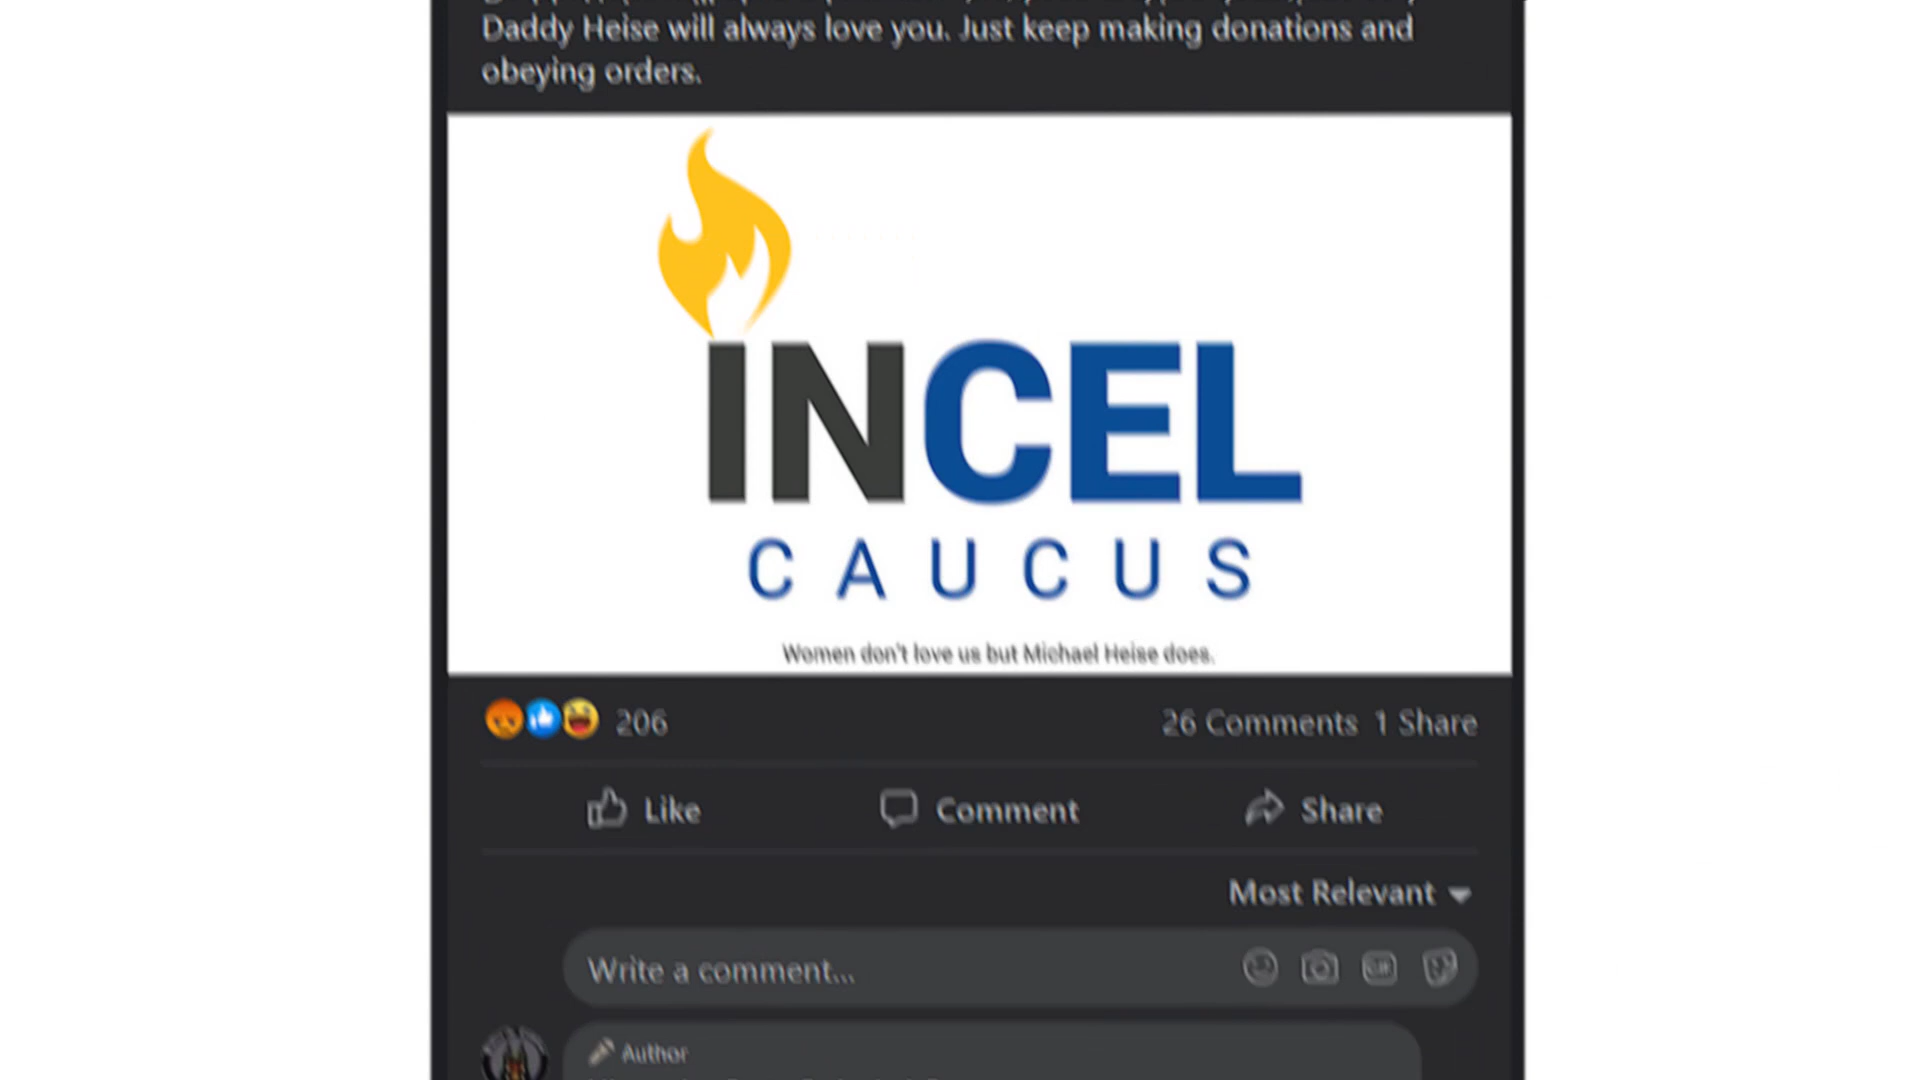 Daddy Heise will always love you. Just keep making donations and
obeying orders.
INCEL
CAUCUS
Women don't love us but Michael Heise does.
206
26 Comments 1 Share
Like Comment Share
Most Relevant
Write a comment...
GIF
Author